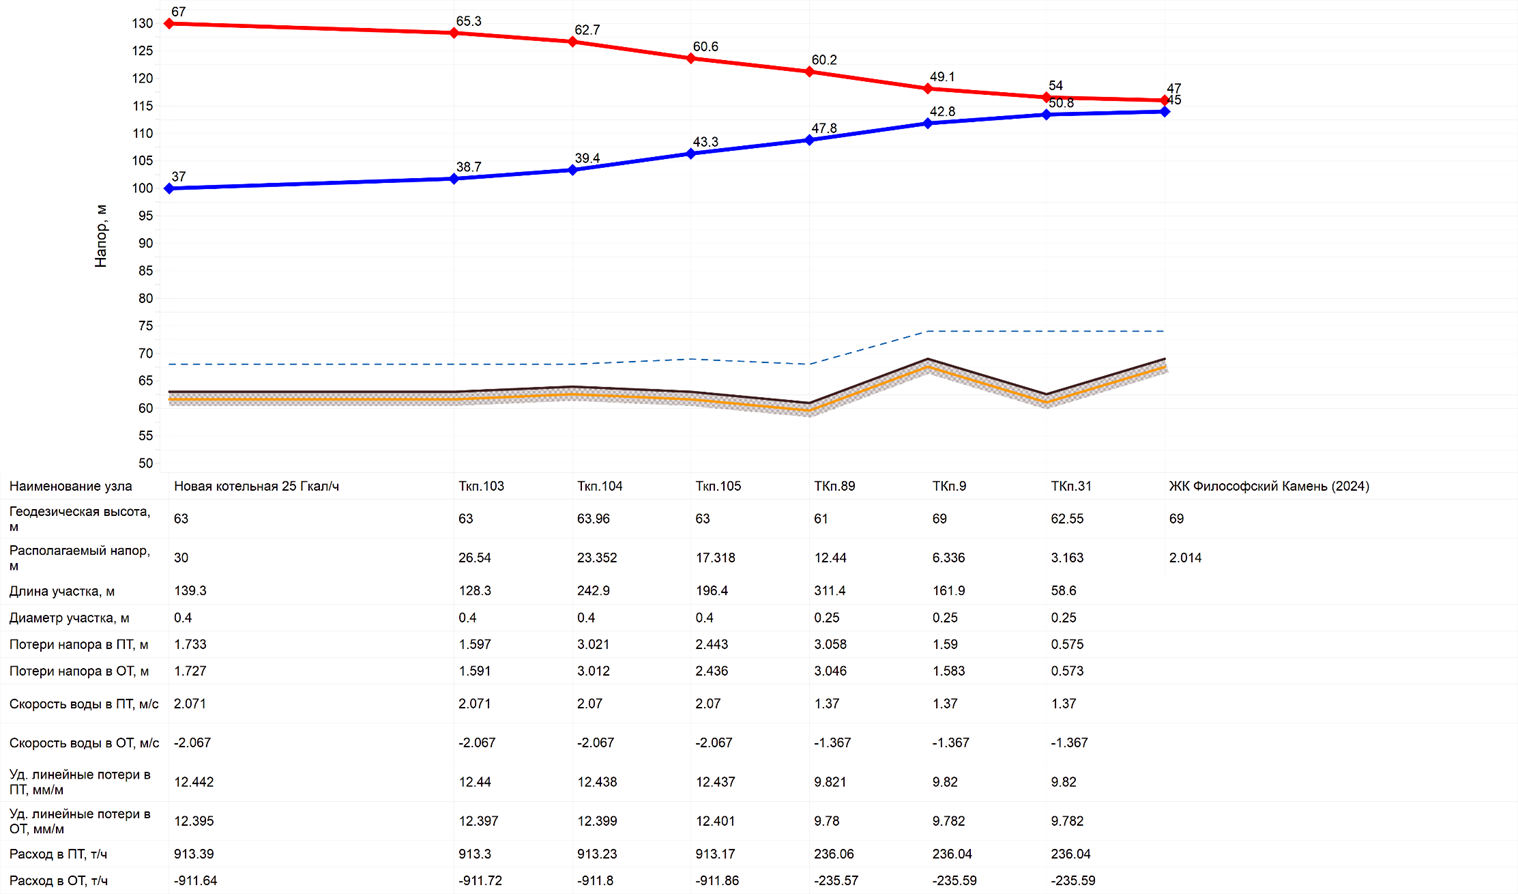 130
125
120
115
110
105
100
95
90
85
80
75
70
65
60
55
50
Напор, м
67
65.3
62.7
60.6
60.2
49.1
54
47
37
38.7
39.4
43.3
47.8
42.8
50.8
45
Наименование узла Новая котельная 25 Гкал/ч Ткп.103 Ткп.104 Ткп.105 ТКп.89 ТКп.9 ТКп.31 ЖК Философский Камень (2024)
Геодезическая высота,
м 63 63 63.96 63 61 69 62.55 69
Располагаемый напор,
м 30 26.54 23.352 17.318 12.44 6.336 3.163 2.014
Длина участка, м 139.3 128.3 242.9 196.4 311.4 161.9 58.6
Диаметр участка, м 0.4 0.4 0.4 0.4 0.25 0.25 0.25
Потери напора в ПТ, м 1.733 1.597 3.021 2.443 3.058 1.59 0.575
Потери напора в ОТ, м 1.727 1.591 3.012 2.436 3.046 1.583 0.573
Скорость воды в ПТ, м/с 2.071 2.071 2.07 2.07 1.37 1.37 1.37
Скорость воды в ОТ, м/с -2.067 -2.067 -2.067 -2.067 -1.367 -1.367 -1.367
Уд. линейные потери в
ПТ, мм/м 12.442 12.44 12.438 12.437 9.821 9.82 9.82
Уд. линейные потери в
ОТ, мм/м 12.395 12.397 12.399 12.401 9.78 9.782 9.782
Расход в ПТ, т/ч 913.39 913.3 913.23 913.17 236.06 236.04 236.04
Расход в ОТ, т/ч -911.64 -911.72 -911.8 -911.86 -235.57 -235.59 -235.59